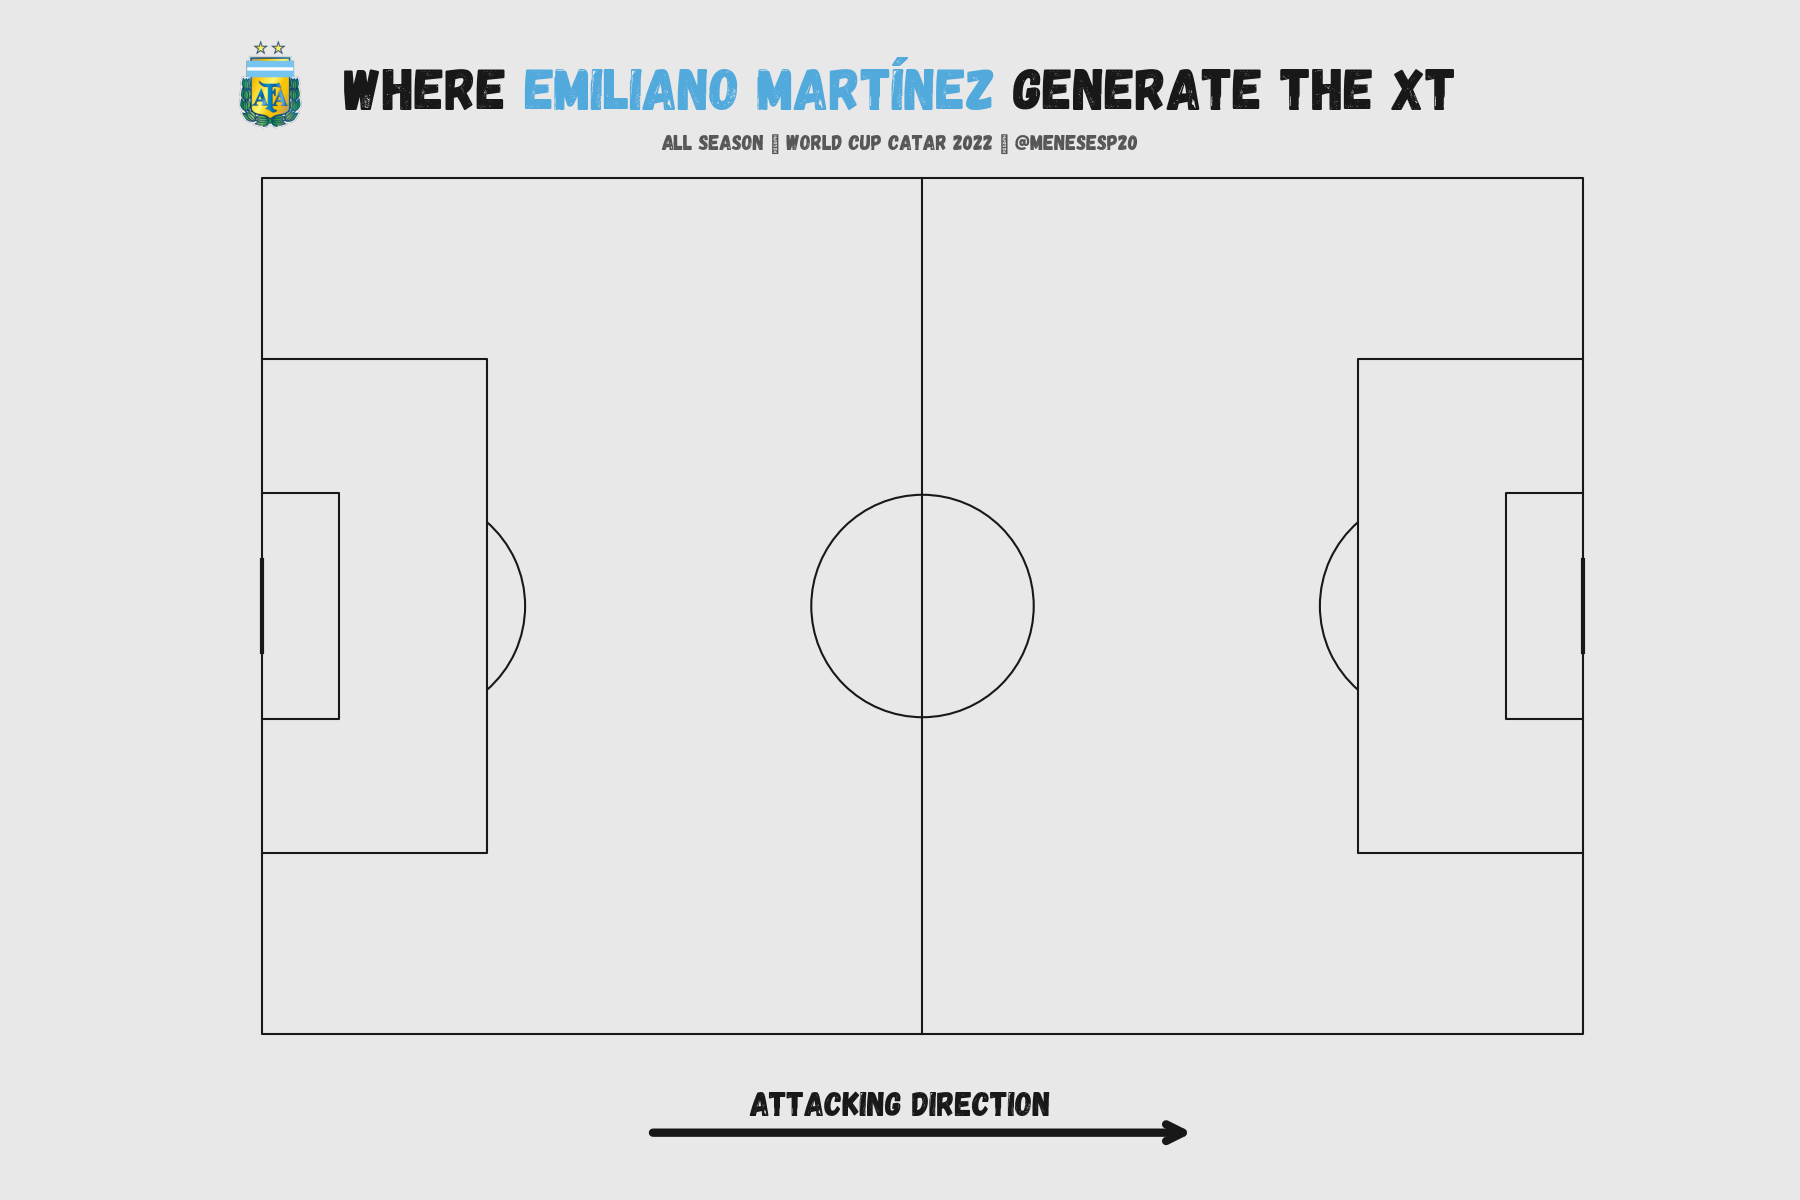 WHERE EMILIANO MARTÍNEZ GENERATE THE XT
ALL SEASON ▯ WORLD CUP CATAR 2022 ▯ @MENESESP20
AFA
ATTACKING DIRECTION